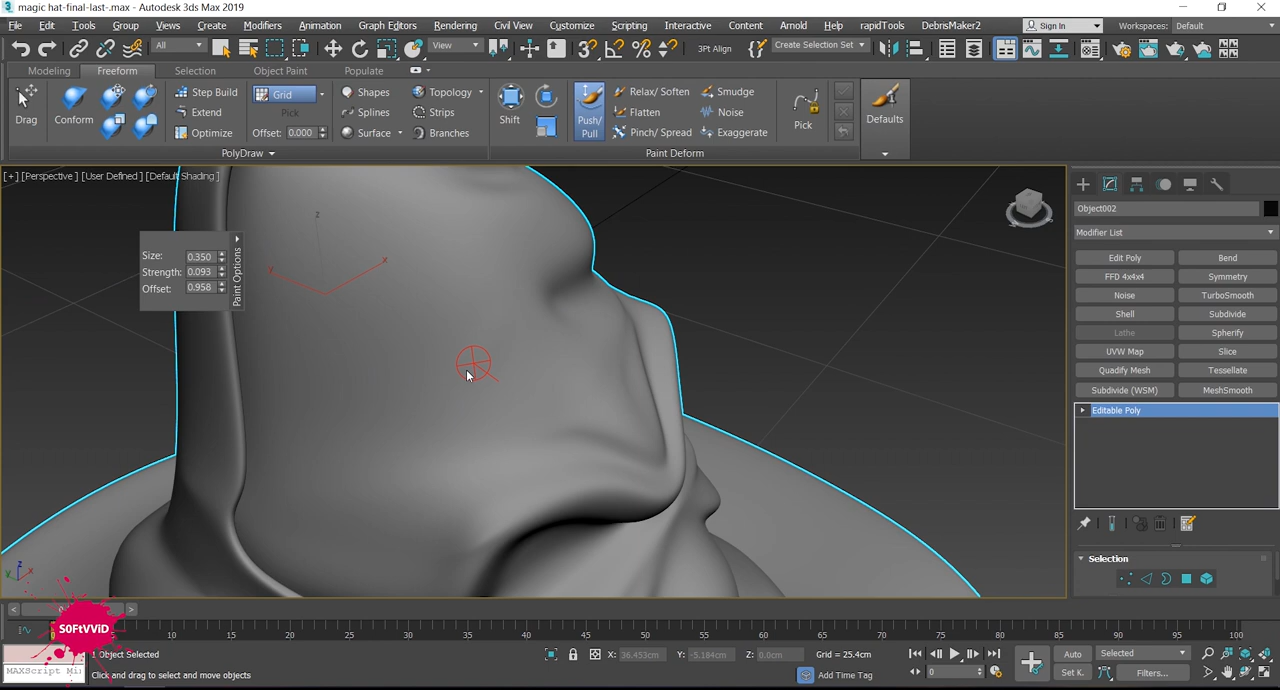 magic hat-final-last-.max - Autodesk 3ds Max 2019
File Edit Tools Group Views Create Modifiers Animation Graph Editors Rendering Civil View Customize Scripting Interactive Content Arnold Help rapidTools DebrisMaker2 Sign In Workspaces: Default
All View 3Pt Align Create Selection Set
Modeling Freeform Selection Object Paint Populate
Drag Conform Step Build Extend Optimize Grid Pick Offset: 0.000 Shapes Splines Surface Topology Strips Branches Shift Push/ Pull Relax/ Soften Flatten Pinch/ Spread Smudge Noise Exaggerate Pick Defaults
PolyDraw Paint Deform
[+] [Perspective ] [User Defined ] [Default Shading ]
z
y x
Size: 0.350
Strength: 0.093
Offset: 0.958
Paint Options
Object002
Modifier List
Edit Poly Bend
FFD 4x4x4 Symmetry
Noise TurboSmooth
Shell Subdivide
Lathe Spherify
UVW Map Slice
Quadify Mesh Tessellate
Subdivide (WSM) MeshSmooth
Editable Poly
Selection
z
y x
S0FtVViD
10 15 20 25 30 35 40 45 50 55 60 65 70 75 80 85 90 95 100
1 Object Selected X: 36.453cm Y: -5.184cm Z: 0.0cm Grid = 25.4cm Auto Selected
MAXScript Mi Click and drag to select and move objects Add Time Tag 0 Set K. Filters...